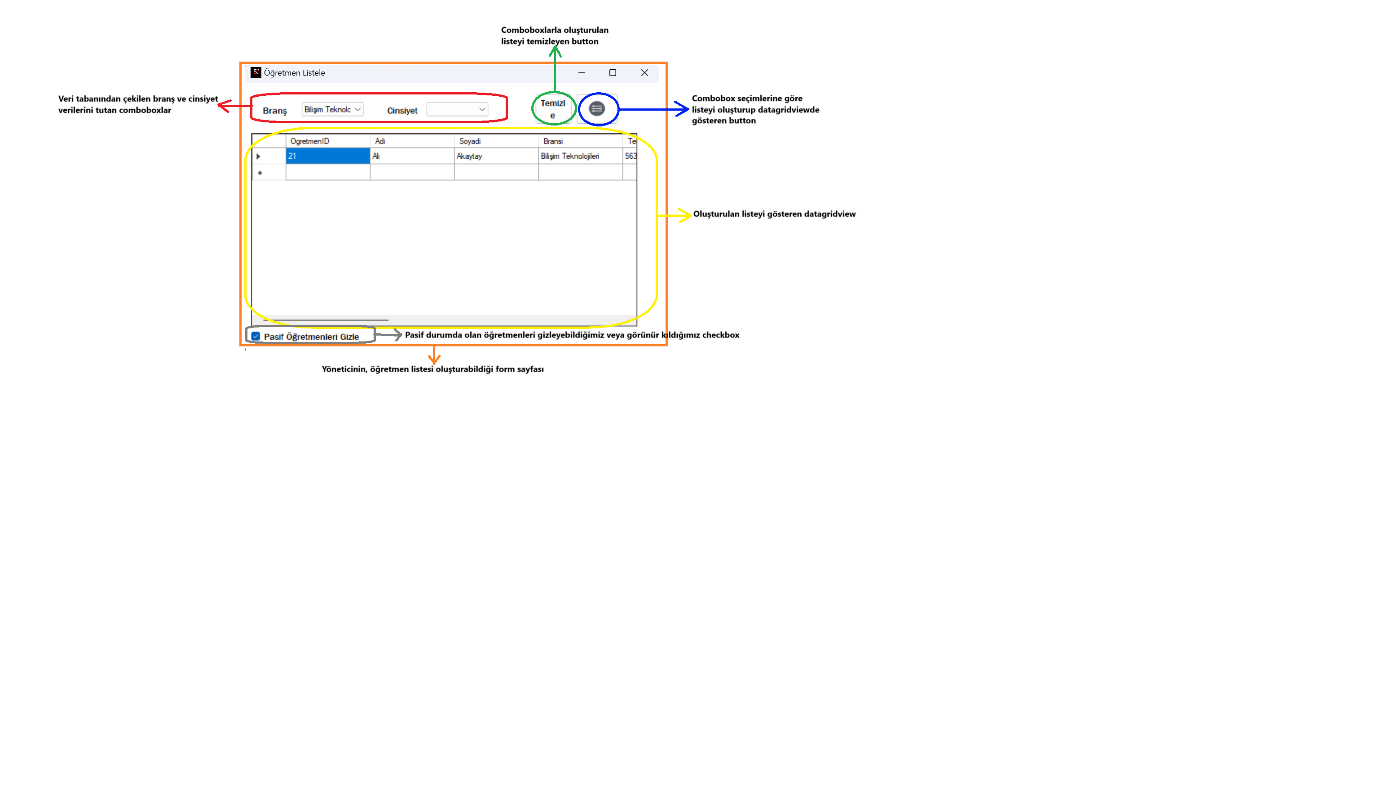 Comboboxlarla oluşturulan
listeyi temizleyen button
Öğretmen Listele
Veri tabanından çekilen branş ve cinsiyet
verilerini tutan comboboxlar
Branş
Bilişim Teknolc
Cinsiyet
Temizl
e
Combobox seçimlerine göre
listeyi oluşturup datagridviewde
gösteren button
OgretmenID Adi Soyadi Bransi Te
21 Ali Akaytay Bilişim Teknolojileri 563
Oluşturulan listeyi gösteren datagridview
Pasif Öğretmenleri Gizle
Pasif durumda olan öğretmenleri gizleyebildiğimiz veya görünür kıldığımız checkbox
Yöneticinin, öğretmen listesi oluşturabildiği form sayfası